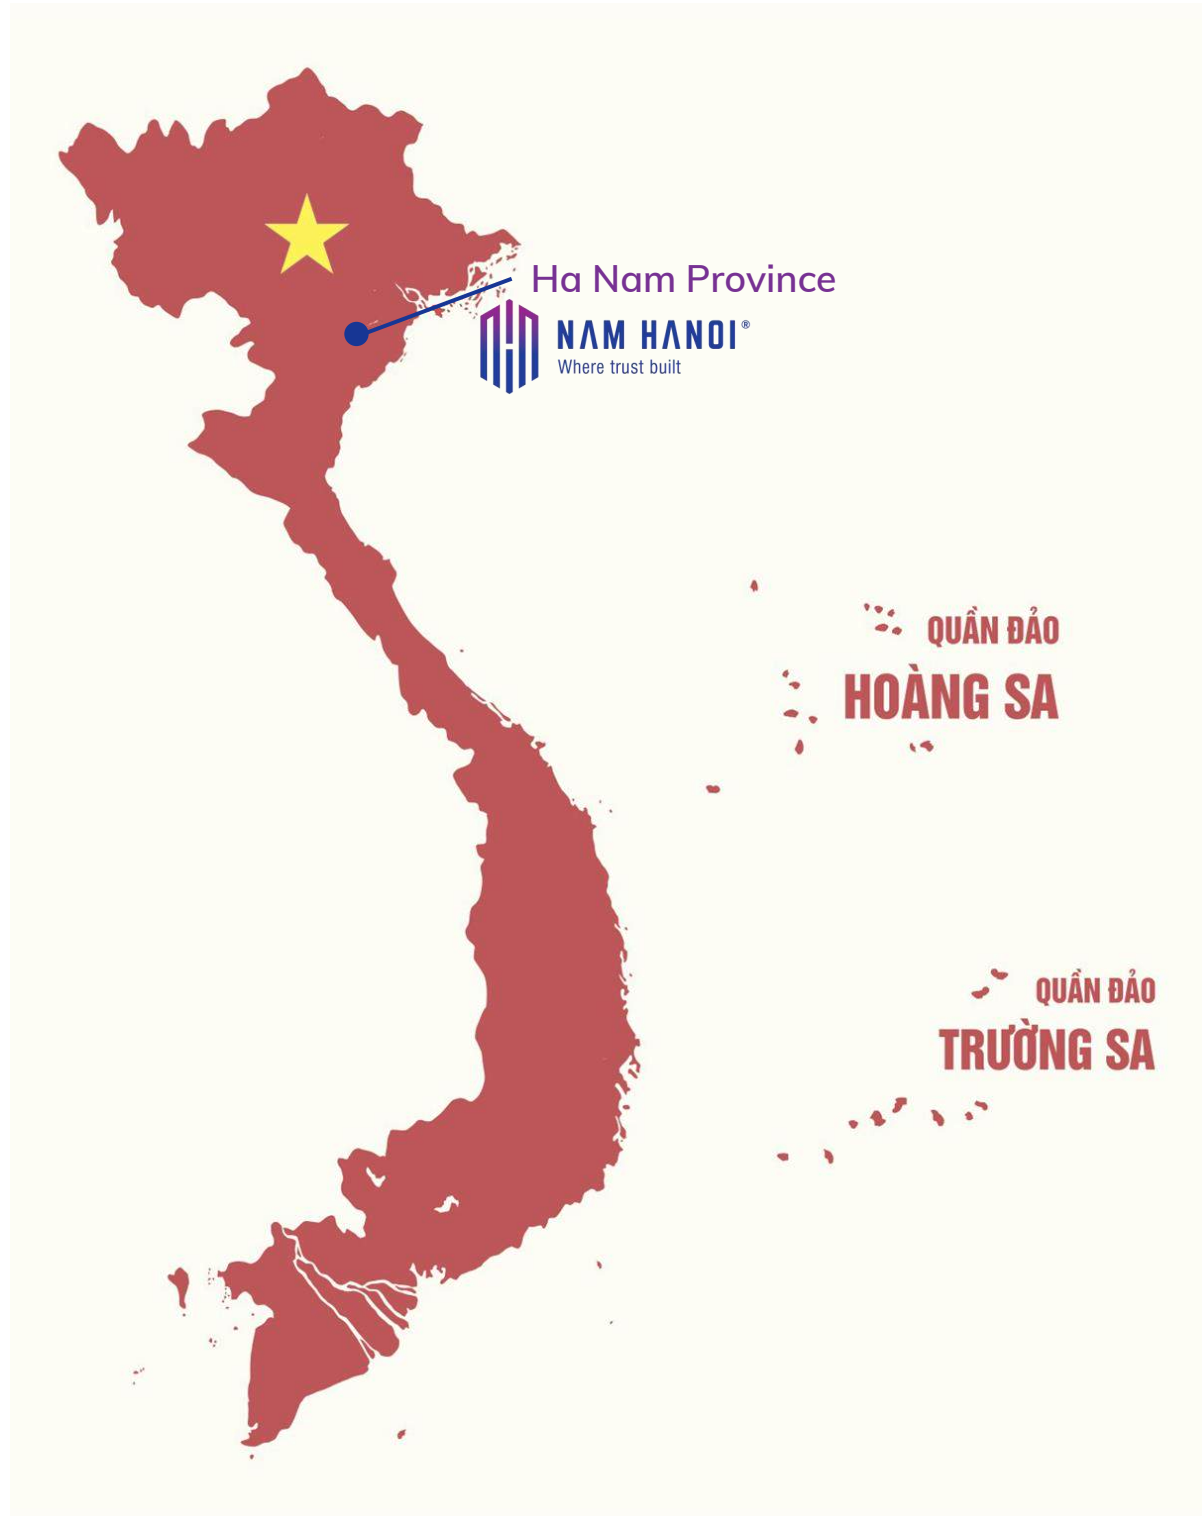 Ha Nam Province
NAM HANOI®
Where trust built
QUẦN ĐẢO
HOÀNG SA
QUẦN ĐẢO
TRƯỜNG SA